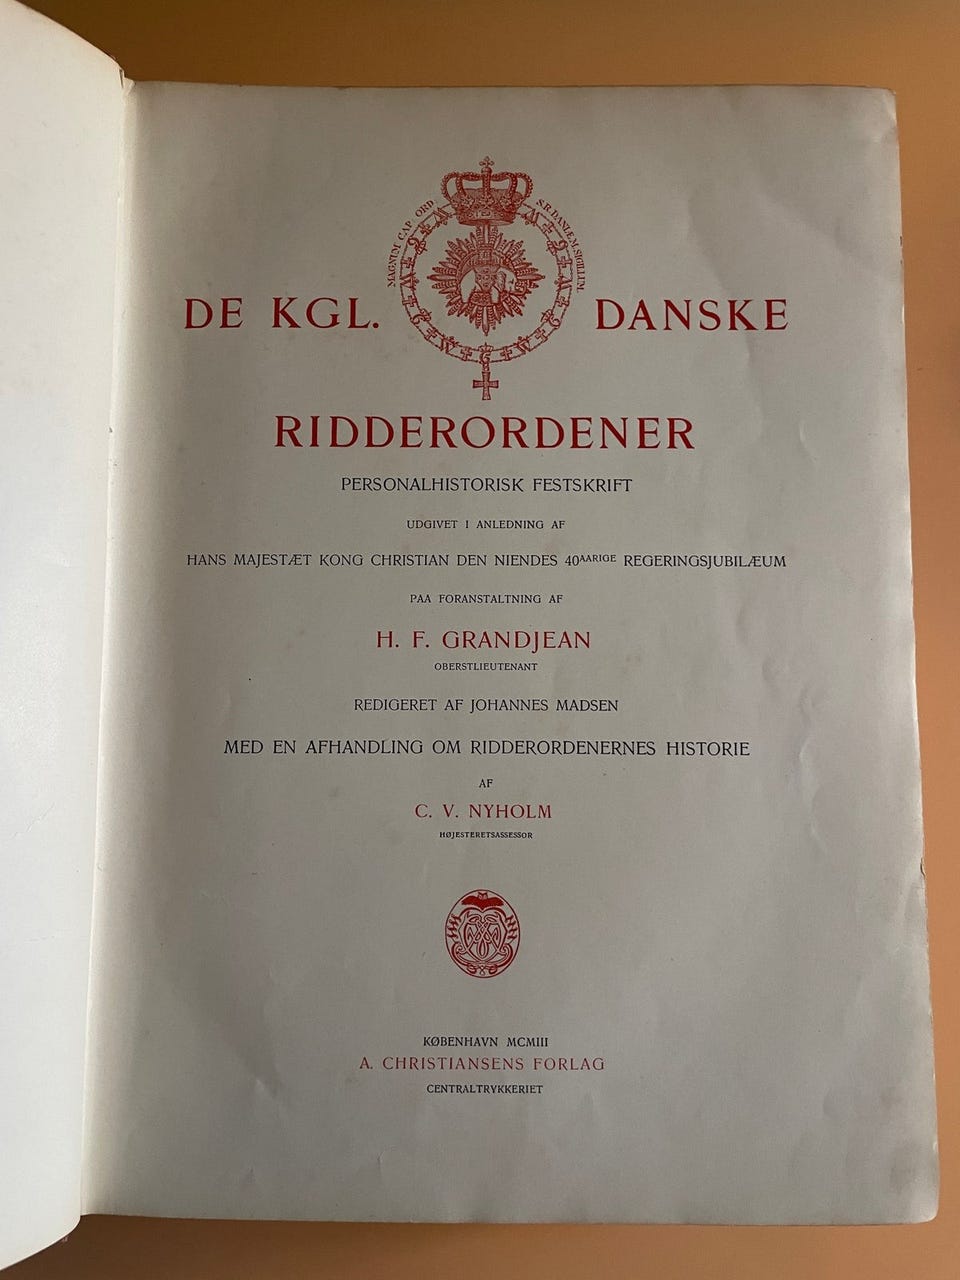 MAGNUM CAP ORD S.R. DANIÆ M. SIGILLUM
DE KGL. DANSKE
RIDDERORDENER
PERSONALHISTORISK FESTSKRIFT
UDGIVET I ANLEDNING AF
HANS MAJESTÆT KONG CHRISTIAN DEN NIENDES 40AARIGE REGERINGSJUBILÆUM
PAA FORANSTALTNING AF
H. F. GRANDJEAN
OBERSTLIEUTENANT
REDIGERET AF JOHANNES MADSEN
MED EN AFHANDLING OM RIDDERORDENERNES HISTORIE
AF
C. V. NYHOLM
HØJESTERETSASSESSOR
KØBENHAVN MCMIII
A. CHRISTIANSENS FORLAG
CENTRALTRYKKERIET